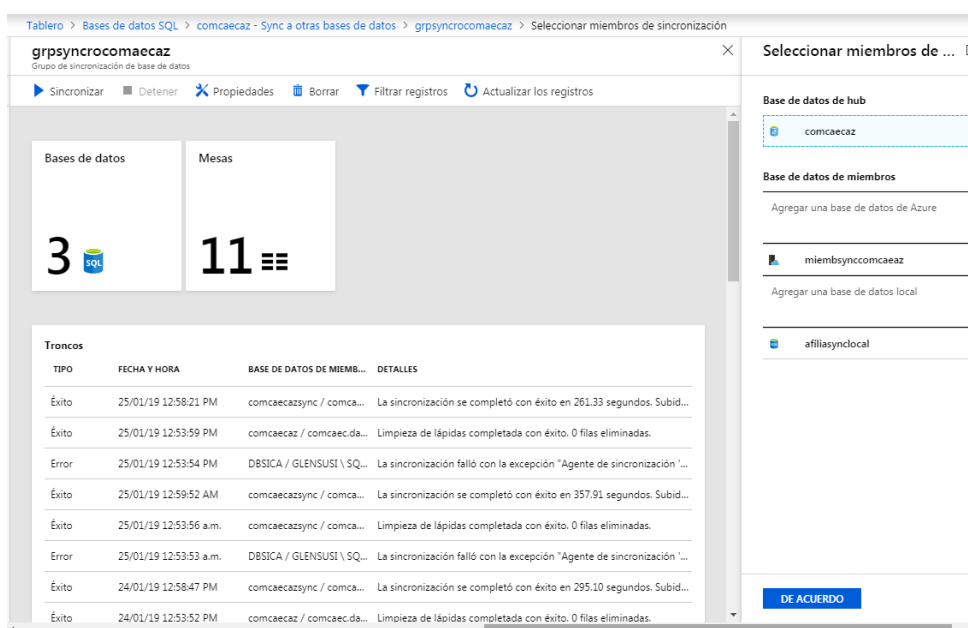 Tablero > Bases de datos SQL > comcaecaz - Sync a otras bases de datos > grpsyncrocomaecaz > Seleccionar miembros de sincronización
grpsyncrocomaecaz
Grupo de sincronización de base de datos
Sincronizar Detener Propiedades Borrar Filtrar registros Actualizar los registros
Bases de datos
3
SQL
Mesas
11
Troncos
TIPO FECHA Y HORA BASE DE DATOS DE MIEMB... DETALLES
Éxito 25/01/19 12:58:21 PM comcaecazsync / comca... La sincronización se completó con éxito en 261.33 segundos. Subid...
Éxito 25/01/19 12:53:59 PM comcaecaz / comcaec.da... Limpieza de lápidas completada con éxito. 0 filas eliminadas.
Error 25/01/19 12:53:54 PM DBSICA / GLENSUSI \ SQ... La sincronización falló con la excepción "Agente de sincronización '...
Éxito 25/01/19 12:59:52 AM comcaecazsync / comca... La sincronización se completó con éxito en 357.91 segundos. Subid...
Éxito 25/01/19 12:53:56 a.m. comcaecazsync / comca... Limpieza de lápidas completada con éxito. 0 filas eliminadas.
Error 25/01/19 12:53:53 a.m. DBSICA / GLENSUSI \ SQ... La sincronización falló con la excepción "Agente de sincronización '...
Éxito 24/01/19 12:58:47 PM comcaecazsync / comca... La sincronización se completó con éxito en 295.10 segundos. Subid...
Éxito 24/01/19 12:53:52 PM comcaecaz / comcaec.da... Limpieza de lápidas completada con éxito. 0 filas eliminadas.
Seleccionar miembros de ...
Base de datos de hub
comcaecaz
Base de datos de miembros
Agregar una base de datos de Azure
miembsynccomcaeaz
Agregar una base de datos local
afiliasynclocal
DE ACUERDO